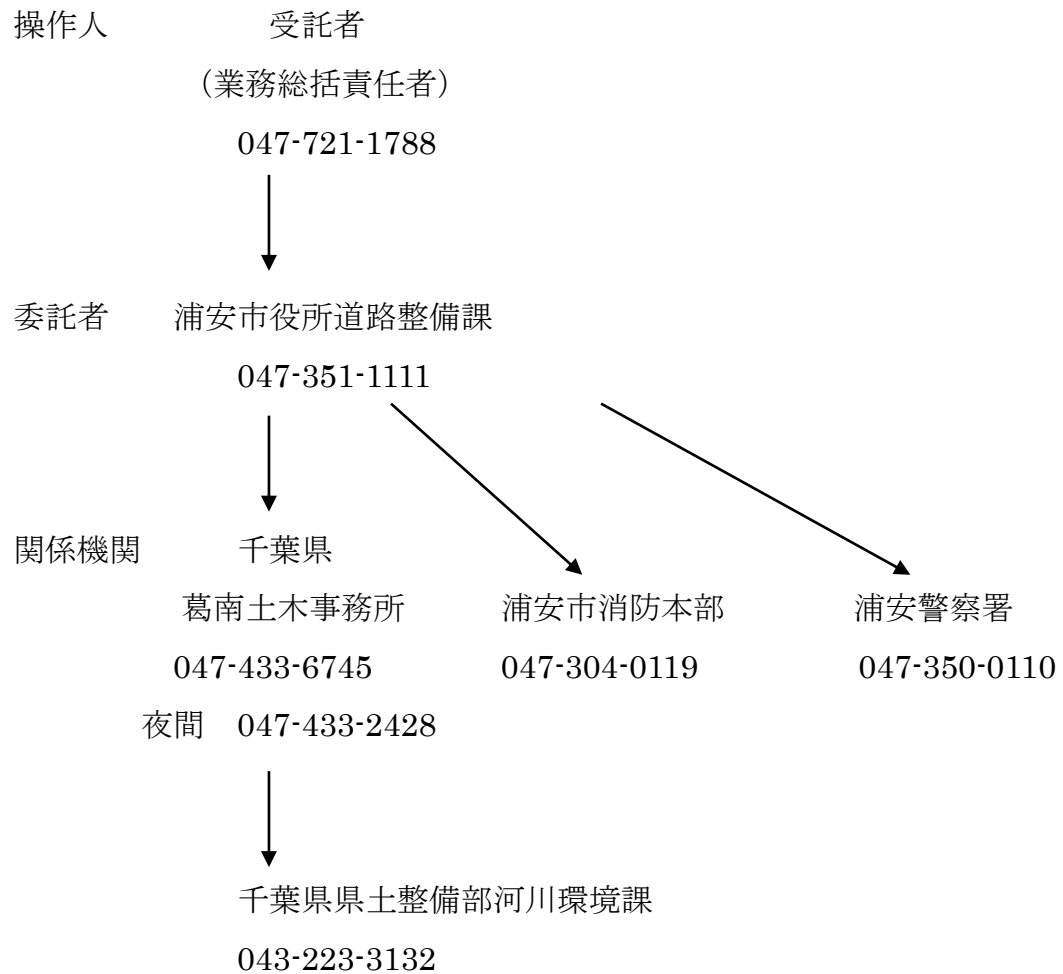 操作人 受託者
(業務総括責任者)
047-721-1788
委託者 浦安市役所道路整備課
047-351-1111
関係機関 千葉県
葛南土木事務所 浦安市消防本部 浦安警察署
047-433-6745 047-304-0119 047-350-0110
夜間 047-433-2428
千葉県県土整備部河川環境課
043-223-3132